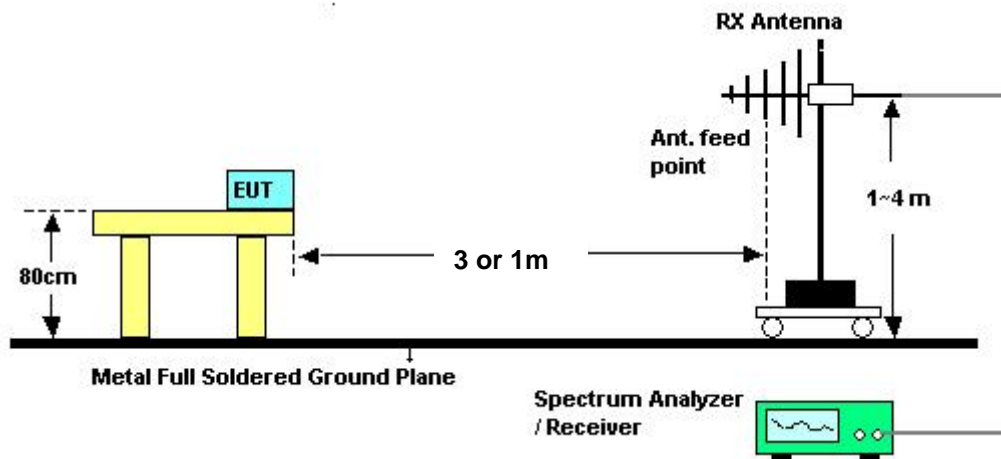 RX Antenna
Ant. feed
point
EUT
1~4 m
3 or 1m
80cm
Metal Full Soldered Ground Plane
Spectrum Analyzer
/ Receiver